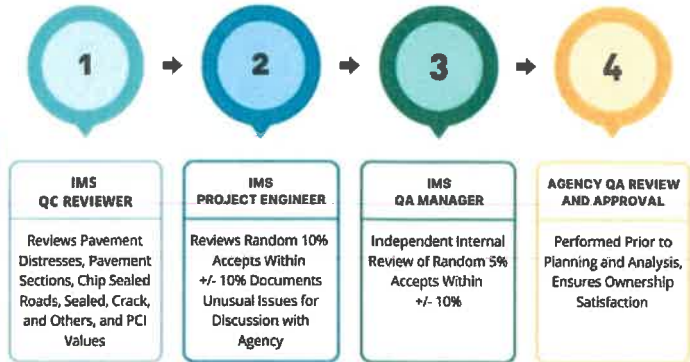 1
2
3
4
IMS
QC REVIEWER
Reviews Pavement
Distresses, Pavement
Sections, Chip Sealed
Roads, Sealed, Crack,
and Others, and PCI
Values
IMS
PROJECT ENGINEER
Reviews Random 10%
Accepts Within
+/- 10% Documents
Unusual Issues for
Discussion with
Agency
IMS
QA MANAGER
Independent Internal
Review of Random 5%
Accepts Within
+/- 10%
AGENCY QA REVIEW
AND APPROVAL
Performed Prior to
Planning and Analysis,
Ensures Ownership
Satisfaction